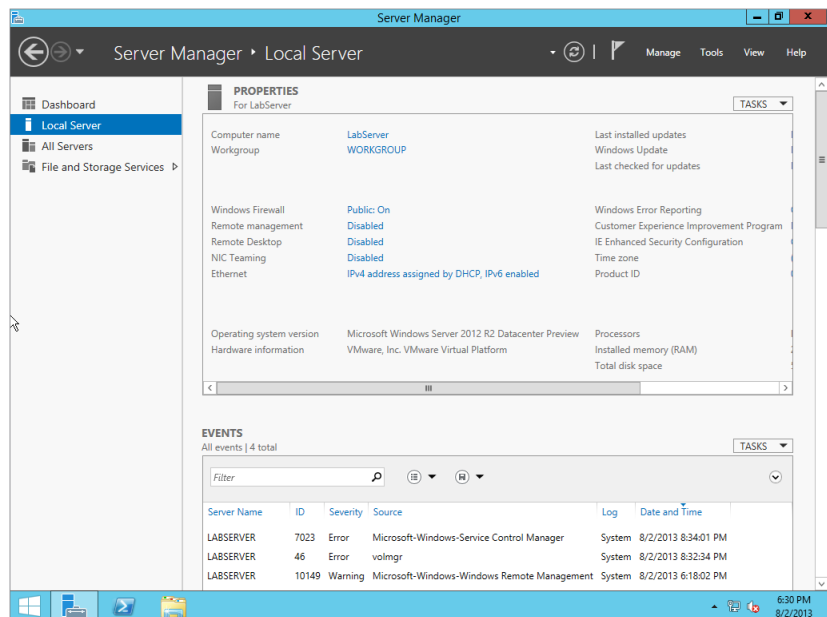 Server Manager
Server Manager • Local Server
Manage Tools View Help
Dashboard
Local Server
All Servers
File and Storage Services
PROPERTIES
For LabServer
TASKS
Computer name LabServer Last installed updates
Workgroup WORKGROUP Windows Update
Last checked for updates
Windows Firewall Public: On Windows Error Reporting
Remote management Disabled Customer Experience Improvement Program
Remote Desktop Disabled IE Enhanced Security Configuration
NIC Teaming Disabled Time zone
Ethernet IPv4 address assigned by DHCP, IPv6 enabled Product ID
Operating system version Microsoft Windows Server 2012 R2 Datacenter Preview Processors
Hardware information VMware, Inc. VMware Virtual Platform Installed memory (RAM)
Total disk space
EVENTS
All events | 4 total
TASKS
Filter
Server Name ID Severity Source Log Date and Time
LABSERVER 7023 Error Microsoft-Windows-Service Control Manager System 8/2/2013 8:34:01 PM
LABSERVER 46 Error volmgr System 8/2/2013 8:32:34 PM
LABSERVER 10149 Warning Microsoft-Windows-Windows Remote Management System 8/2/2013 6:18:02 PM
6:30 PM
8/2/2013